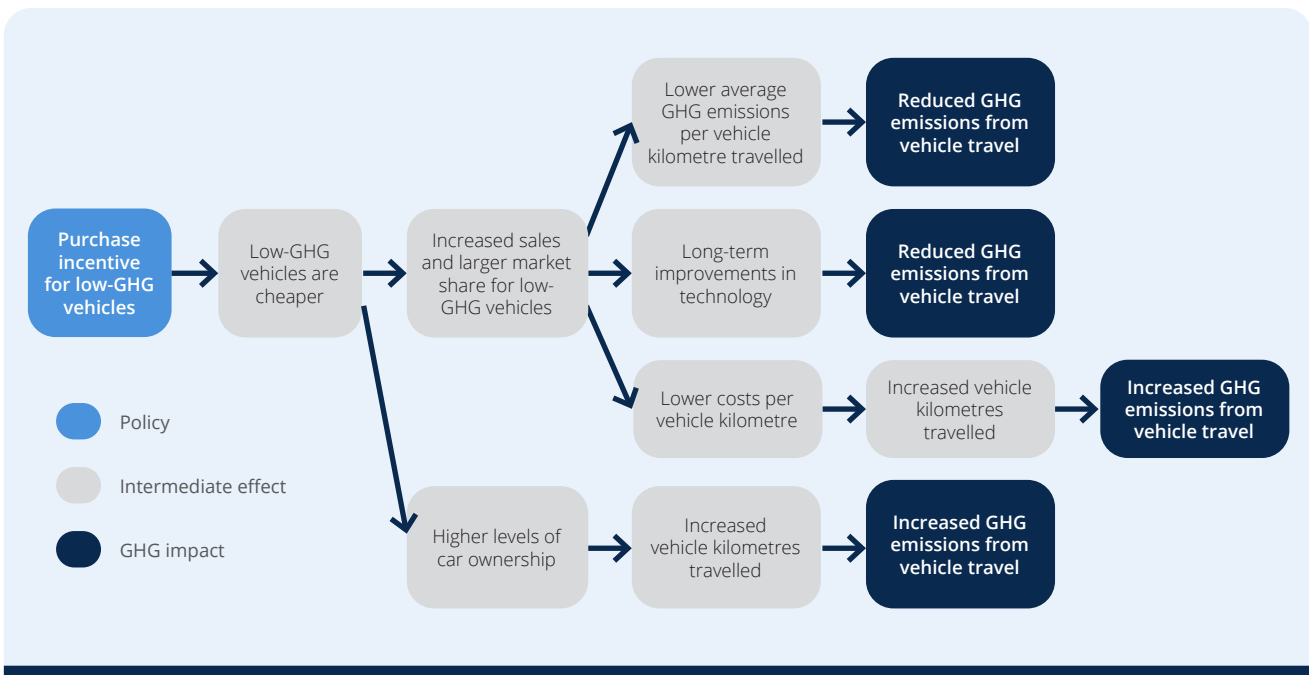 Purchase
incentive
for low-GHG
vehicles
Low-GHG
vehicles are
cheaper
Increased sales
and larger market
share for low-
GHG vehicles
Lower average
GHG emissions
per vehicle
kilometre travelled
Reduced GHG
emissions from
vehicle travel
Long-term
improvements in
technology
Reduced GHG
emissions from
vehicle travel
Lower costs per
vehicle kilometre
Increased vehicle
kilometres
travelled
Increased GHG
emissions from
vehicle travel
Higher levels of
car ownership
Increased
vehicle kilometres
travelled
Increased GHG
emissions from
vehicle travel
Policy
Intermediate effect
GHG impact